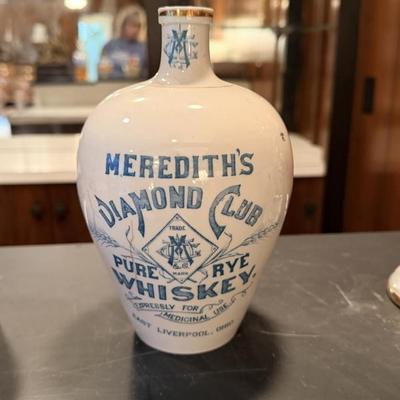 MEREDITH'S
DIAMOND CLUB
TRADE
MARK
PURE RYE
WHISKEY.
EXPRESSLY FOR
MEDICINAL USE
EAST LIVERPOOL, OHIO